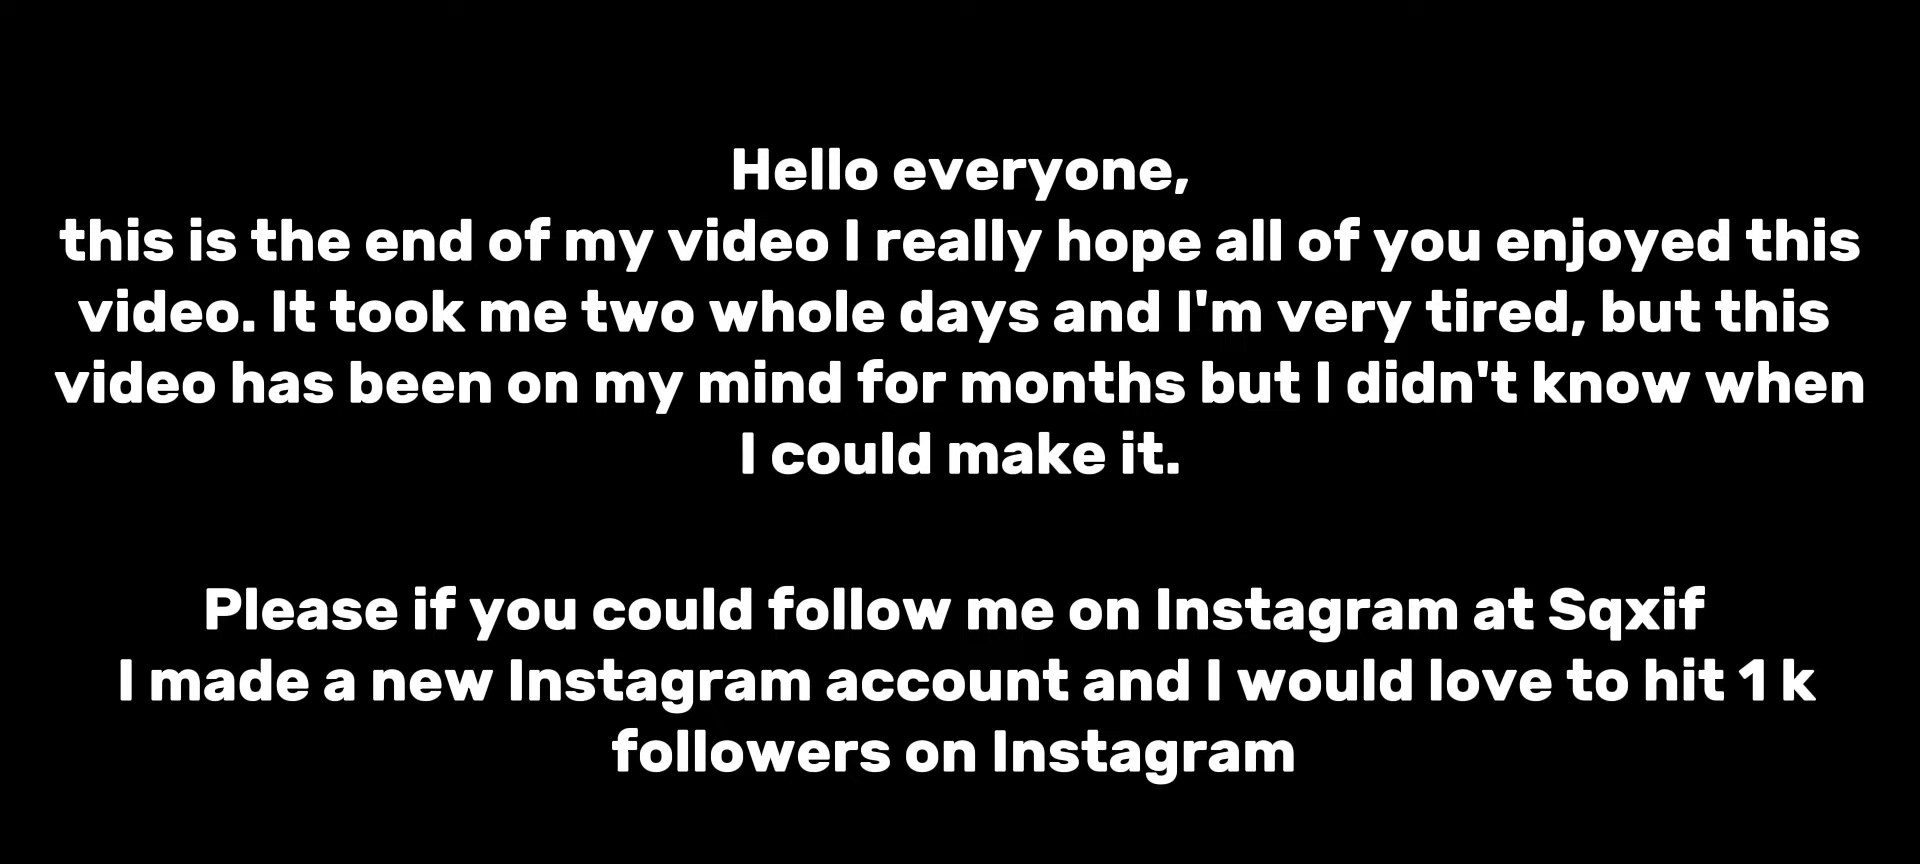 Hello everyone,
this is the end of my video I really hope all of you enjoyed this
video. It took me two whole days and I'm very tired, but this
video has been on my mind for months but I didn't know when
I could make it.
Please if you could follow me on Instagram at Sqxif
I made a new Instagram account and I would love to hit 1 k
followers on Instagram